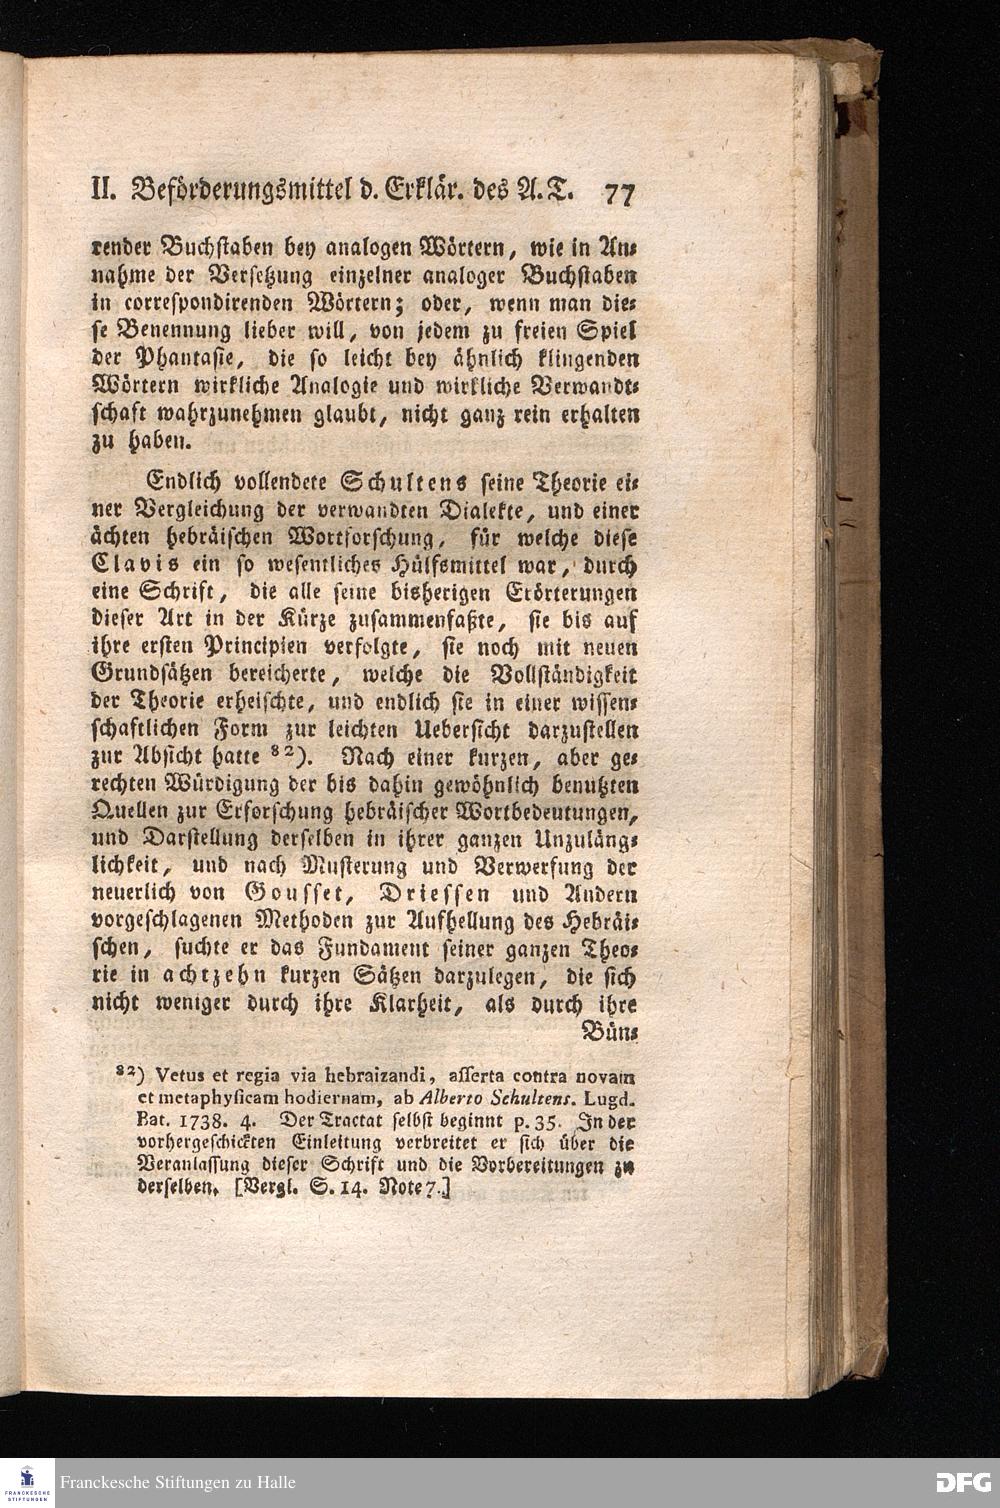 II. Beförderungsmittel d. Erklär. des A. T. 77
render Buchstaben bey analogen Wörtern, wie in An-
nahme der Versetzung einzelner analoger Buchstaben
in correspondirenden Wörtern; oder, wenn man die-
se Benennung lieber will, von jedem zu freien Spiel
der Phantasie, die so leicht bey ähnlich klingenden
Wörtern wirkliche Analogie und wirkliche Verwandt-
schaft wahrzunehmen glaubt, nicht ganz rein erhalten
zu haben.
Endlich vollendete Schultens seine Theorie ei-
ner Vergleichung der verwandten Dialekte, und einer
ächten hebräischen Wortforschung, für welche diese
Clavis ein so wesentliches Hülfsmittel war, durch
eine Schrift, die alle seine bisherigen Erörterungen
dieser Art in der Kürze zusammenfaßte, sie bis auf
ihre ersten Principien verfolgte, sie noch mit neuen
Grundsätzen bereicherte, welche die Vollständigkeit
der Theorie erheischte, und endlich sie in einer wissen-
schaftlichen Form zur leichten Uebersicht darzustellen
zur Absicht hatte 82). Nach einer kurzen, aber ge-
rechten Würdigung der bis dahin gewöhnlich benutzten
Quellen zur Erforschung hebräischer Wortbedeutungen,
und Darstellung derselben in ihrer ganzen Unzuläng-
lichkeit, und nach Musterung und Verwerfung der
neuerlich von Gousset, Driessen und Andern
vorgeschlagenen Methoden zur Aufhellung des Hebräi-
schen, suchte er das Fundament seiner ganzen Theo-
rie in achtzehn kurzen Sätzen darzulegen, die sich
nicht weniger durch ihre Klarheit, als durch ihre
Bün-
82) Vetus et regia via hebraizandi, asserta contra novam
et metaphysicam hodiernam, ab Alberto Schultens. Lugd.
Bat. 1738. 4. Der Tractat selbst beginnt p. 35. In der
vorhergeschickten Einleitung verbreitet er sich über die
Veranlassung dieser Schrift und die Vorbereitungen zu
derselben. [Vergl. S. 14. Note 7.]
FRANCKESCHE STIFTUNGEN
Franckesche Stiftungen zu Halle
DFG